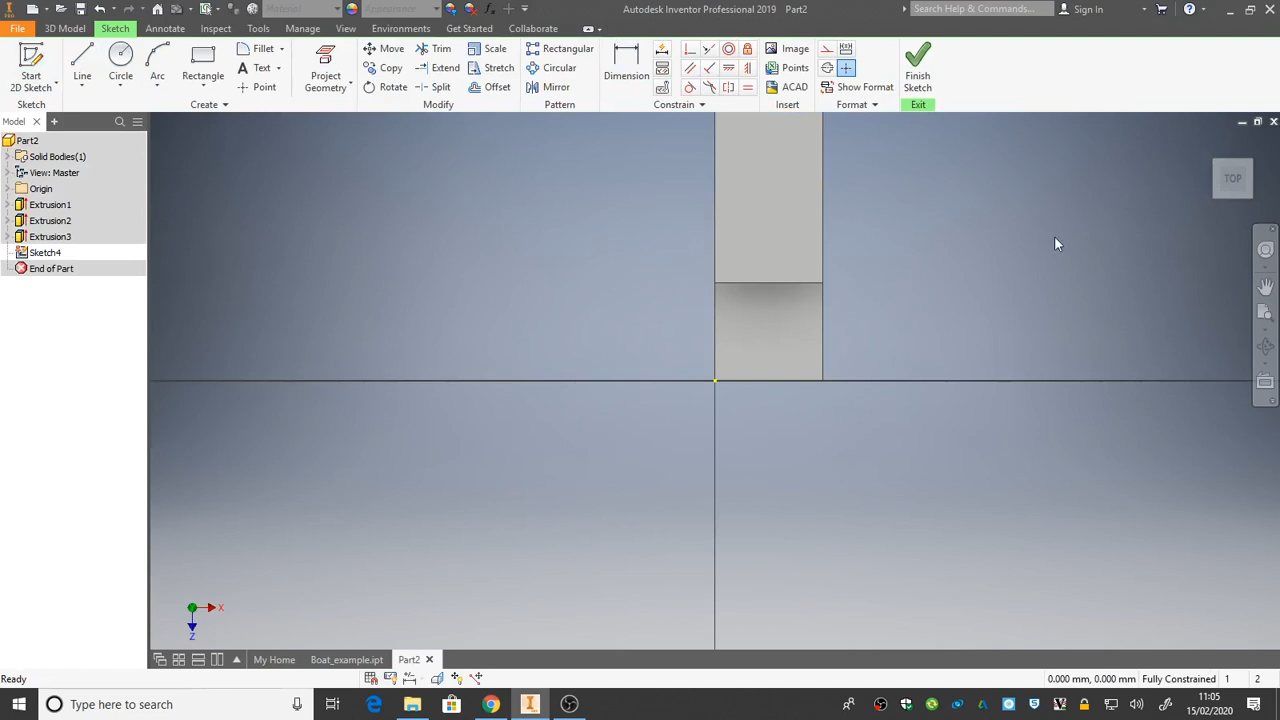 Material
Appearance
Autodesk Inventor Professional 2019   Part2
Search Help & Commands...
Sign In
File
3D Model
Sketch
Annotate
Inspect
Tools
Manage
View
Environments
Get Started
Collaborate
Start
2D Sketch
Line
Circle
Arc
Rectangle
Fillet
Text
Point
Project
Geometry
Move
Copy
Rotate
Trim
Extend
Split
Scale
Stretch
Offset
Rectangular
Circular
Mirror
Dimension
Image
Points
ACAD
Show Format
Finish
Sketch
Sketch
Create
Modify
Pattern
Constrain
Insert
Format
Exit
Model
Part2
Solid Bodies(1)
View: Master
Origin
Extrusion1
Extrusion2
Extrusion3
Sketch4
End of Part
TOP
X
Z
My Home
Boat_example.ipt
Part2
Ready
0.000 mm, 0.000 mm
Fully Constrained
1
2
Type here to search
11:05
15/02/2020